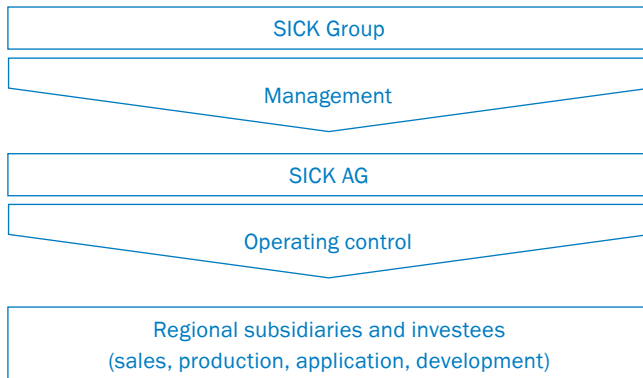 SICK Group
Management
SICK AG
Operating control
Regional subsidiaries and investees
(sales, production, application, development)